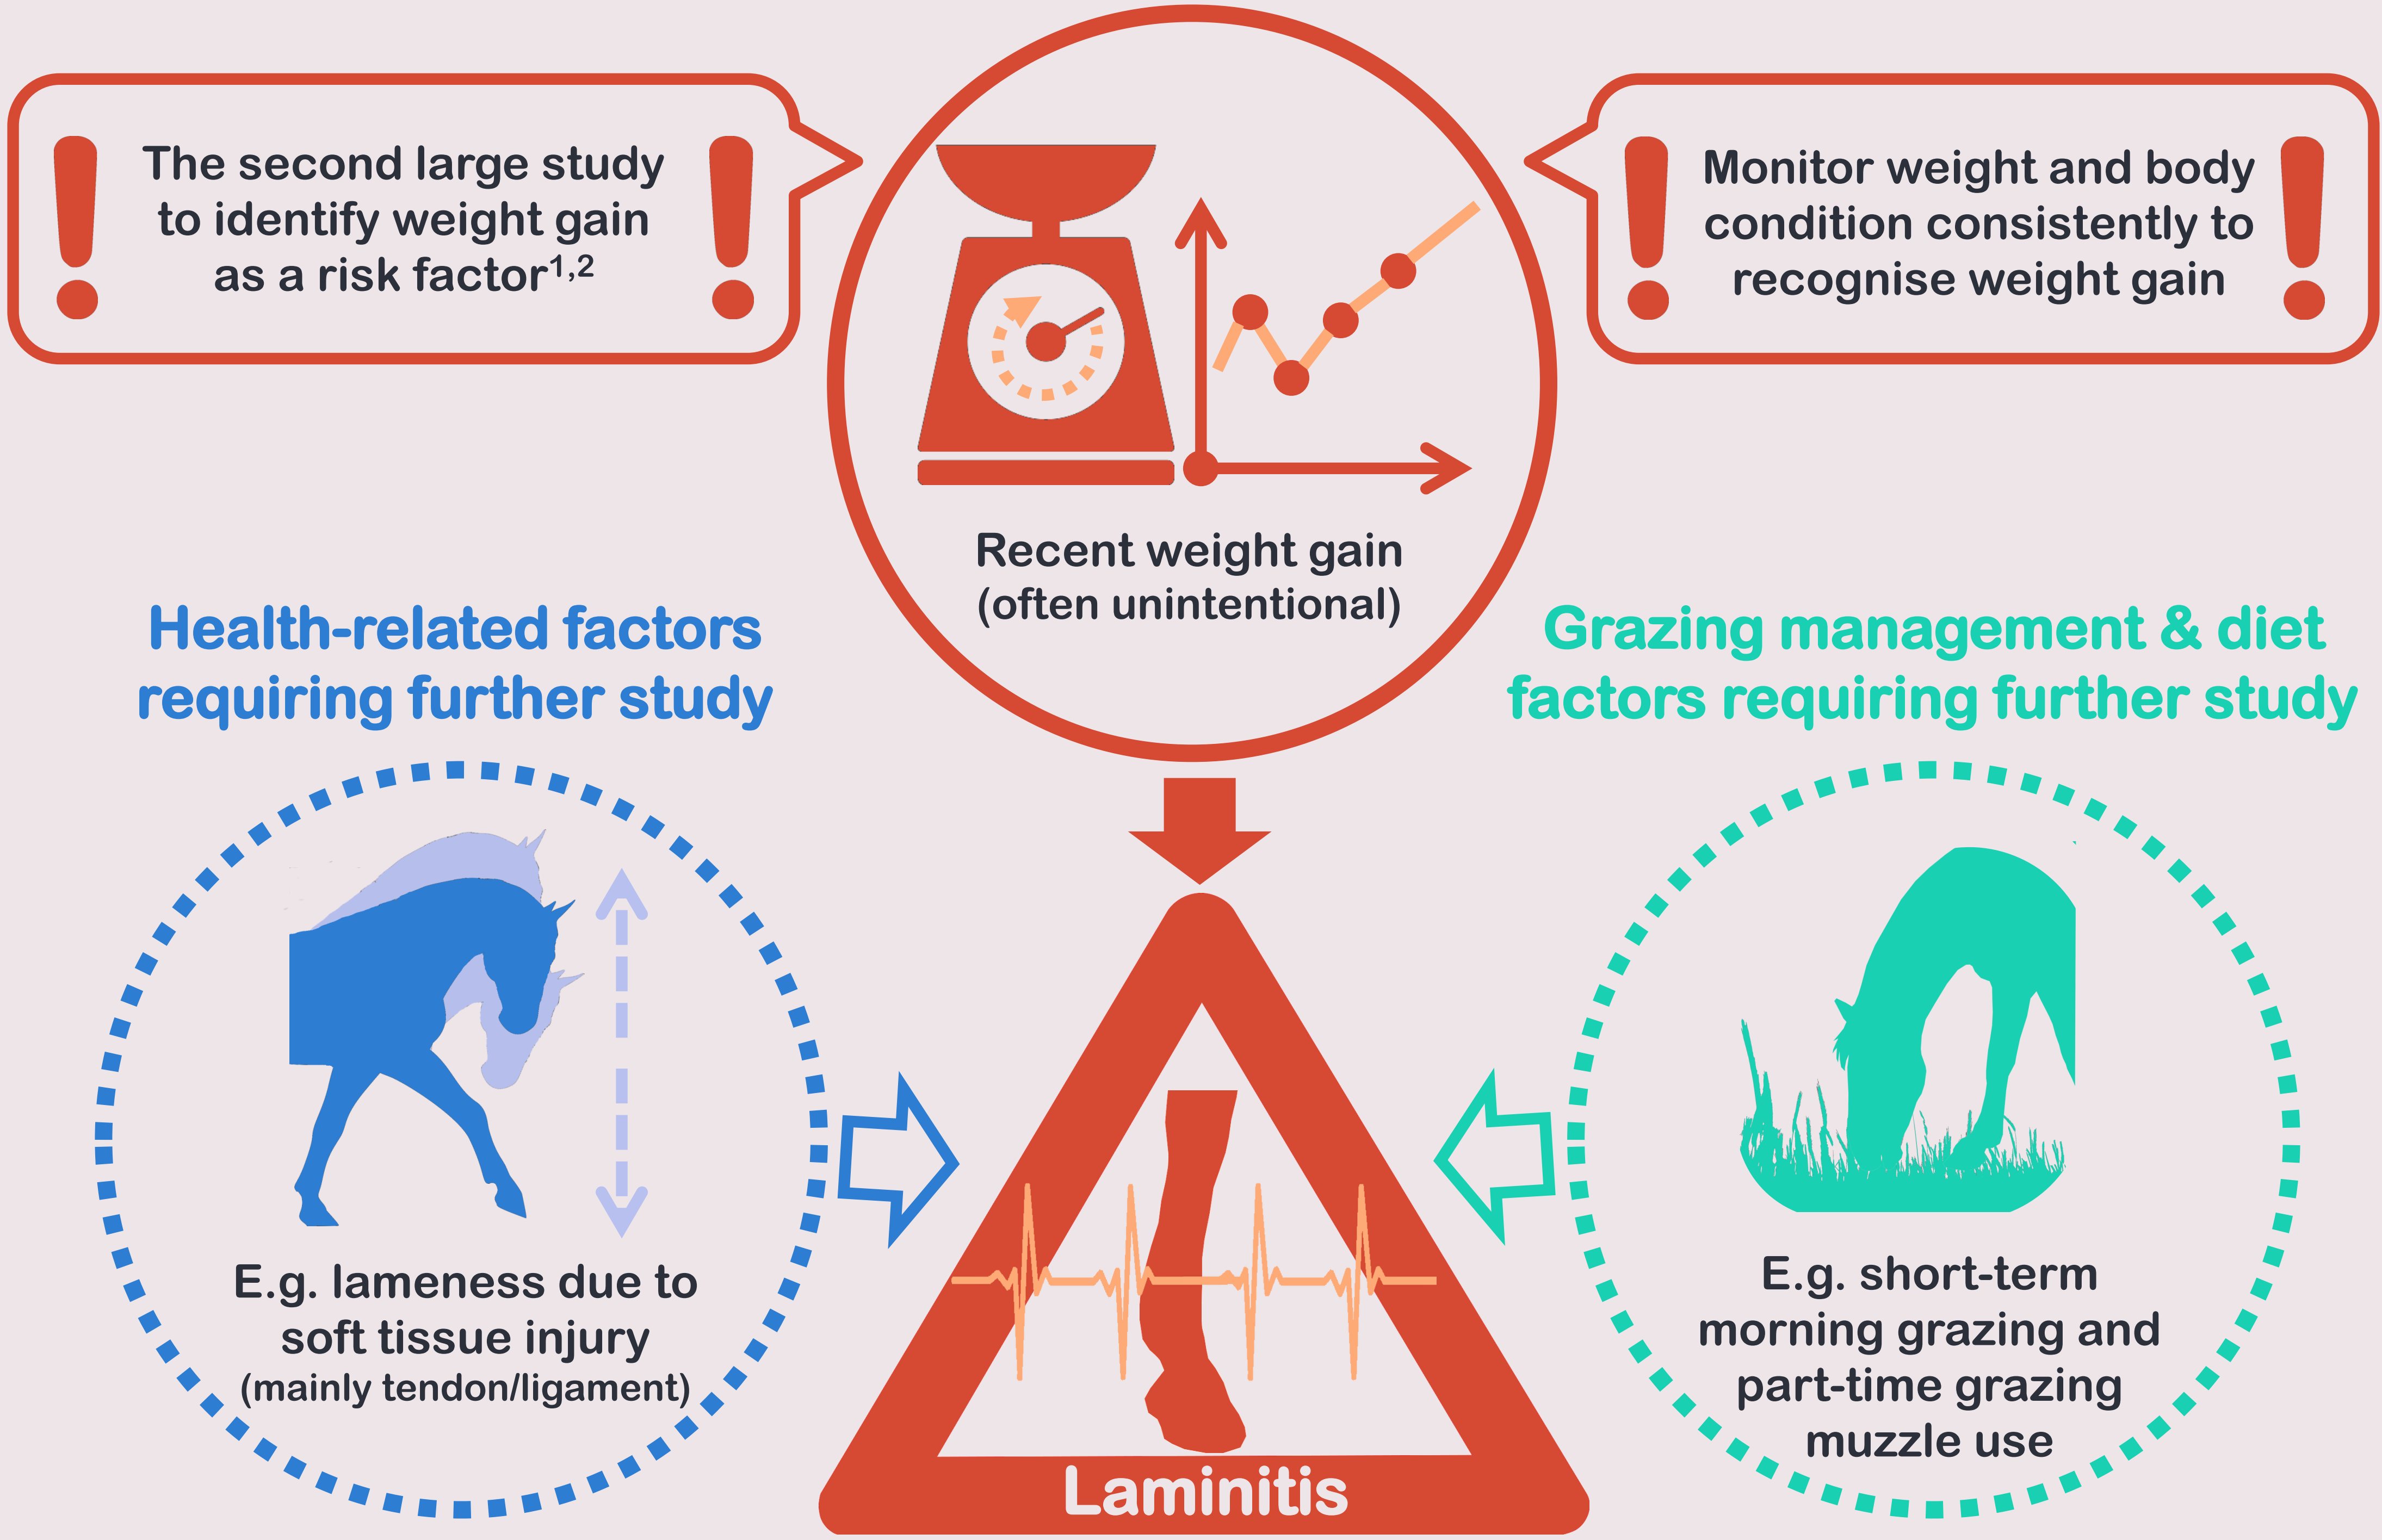 The second large study
to identify weight gain
as a risk factor¹,²
Monitor weight and body
condition consistently to
recognise weight gain
Recent weight gain
(often unintentional)
Health-related factors
requiring further study
Grazing management & diet
factors requiring further study
E.g. lameness due to
soft tissue injury
(mainly tendon/ligament)
E.g. short-term
morning grazing and
part-time grazing
muzzle use
Laminitis